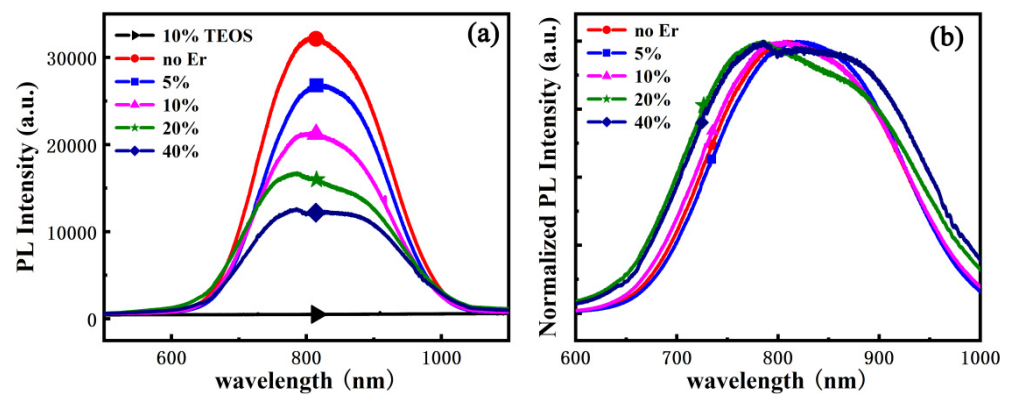 (a)
10% TEOS
no Er
5%
10%
20%
40%
PL Intensity (a.u.)
30000
20000
10000
0
600
800
1000
wavelength (nm)
(b)
no Er
5%
10%
20%
40%
Normalized PL Intensity (a.u.)
600
700
800
900
1000
wavelength (nm)